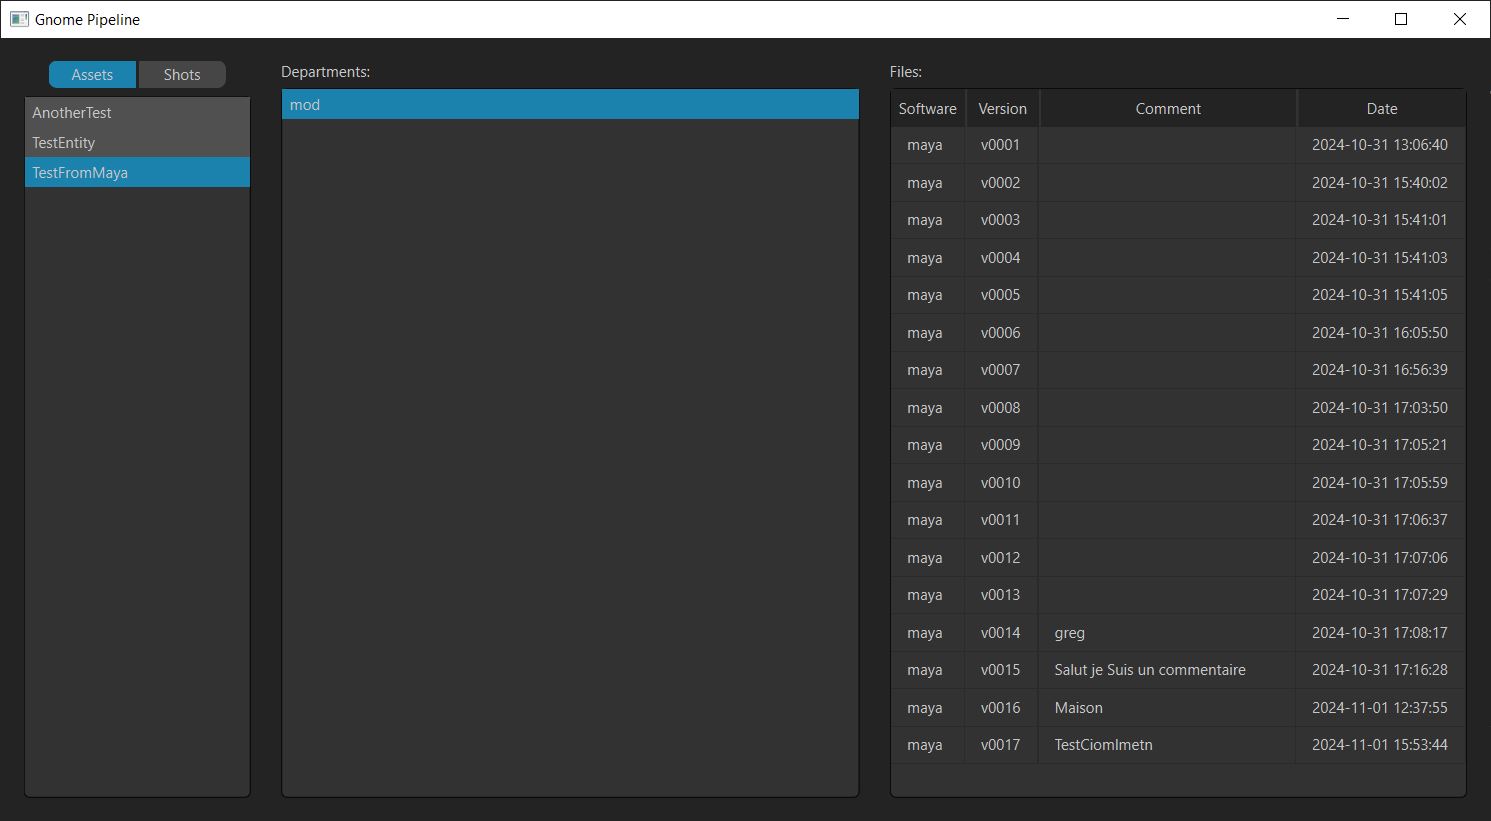 Gnome Pipeline
Assets Shots
AnotherTest
TestEntity
TestFromMaya
Departments:
mod
Files:
Software Version Comment Date
maya v0001 2024-10-31 13:06:40
maya v0002 2024-10-31 15:40:02
maya v0003 2024-10-31 15:41:01
maya v0004 2024-10-31 15:41:03
maya v0005 2024-10-31 15:41:05
maya v0006 2024-10-31 16:05:50
maya v0007 2024-10-31 16:56:39
maya v0008 2024-10-31 17:03:50
maya v0009 2024-10-31 17:05:21
maya v0010 2024-10-31 17:05:59
maya v0011 2024-10-31 17:06:37
maya v0012 2024-10-31 17:07:06
maya v0013 2024-10-31 17:07:29
maya v0014 greg 2024-10-31 17:08:17
maya v0015 Salut je Suis un commentaire 2024-10-31 17:16:28
maya v0016 Maison 2024-11-01 12:37:55
maya v0017 TestCiomlmetn 2024-11-01 15:53:44